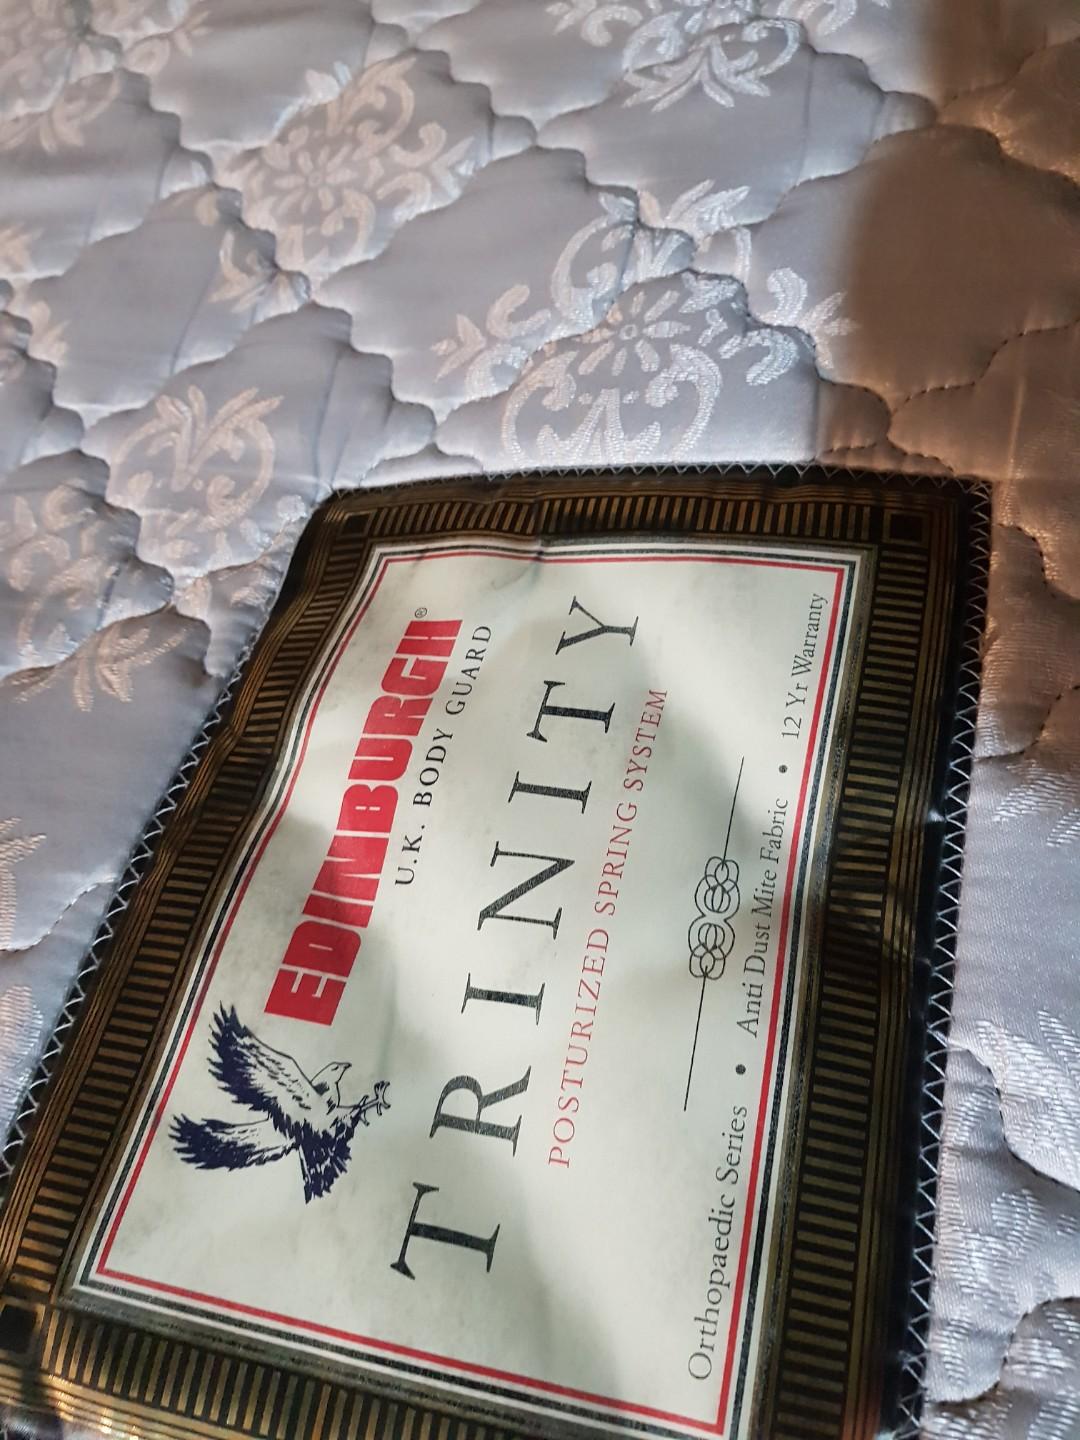 EDINBURGH®
U.K. BODY GUARD
TRINITY
POSTURIZED SPRING SYSTEM
Orthopaedic Series • Anti Dust Mite Fabric • 12 Yr Warranty